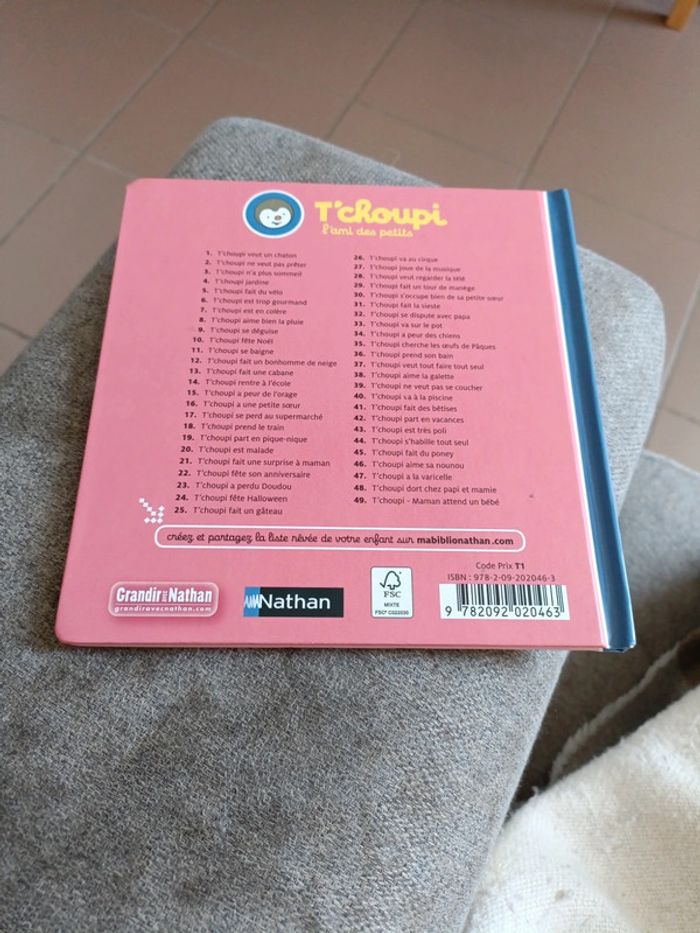 T'choupi
l'ami des petits
1. T'choupi veut un chaton
2. T'choupi ne veut pas prêter
3. T'choupi n'a plus sommeil
4. T'choupi jardine
5. T'choupi fait du vélo
6. T'choupi est trop gourmand
7. T'choupi est en colère
8. T'choupi aime bien la pluie
9. T'choupi se déguise
10. T'choupi fête Noël
11. T'choupi se baigne
12. T'choupi fait un bonhomme de neige
13. T'choupi fait une cabane
14. T'choupi rentre à l'école
15. T'choupi a peur de l'orage
16. T'choupi a une petite sœur
17. T'choupi se perd au supermarché
18. T'choupi prend le train
19. T'choupi part en pique-nique
20. T'choupi est malade
21. T'choupi fait une surprise à maman
22. T'choupi fête son anniversaire
23. T'choupi a perdu Doudou
24. T'choupi fête Halloween
25. T'choupi fait un gâteau
26. T'choupi va au cirque
27. T'choupi joue de la musique
28. T'choupi veut regarder la télé
29. T'choupi fait un tour de manège
30. T'choupi s'occupe bien de sa petite sœur
31. T'choupi fait la sieste
32. T'choupi se dispute avec papa
33. T'choupi va sur le pot
34. T'choupi a peur des chiens
35. T'choupi cherche les œufs de Pâques
36. T'choupi prend son bain
37. T'choupi veut tout faire tout seul
38. T'choupi aime la galette
39. T'choupi ne veut pas se coucher
40. T'choupi va à la piscine
41. T'choupi fait des bêtises
42. T'choupi part en vacances
43. T'choupi est très poli
44. T'choupi s'habille tout seul
45. T'choupi fait du poney
46. T'choupi aime sa nounou
47. T'choupi a la varicelle
48. T'choupi dort chez papi et mamie
49. T'choupi - Maman attend un bébé
créez et partagez la liste rêvée de votre enfant sur mabiblionathan.com
Grandir avec Nathan
grandiravecnathan.com
Nathan
FSC
MIXTE
FSC® C022030
Code Prix T1
ISBN : 978-2-09-202046-3
9 782092 020463